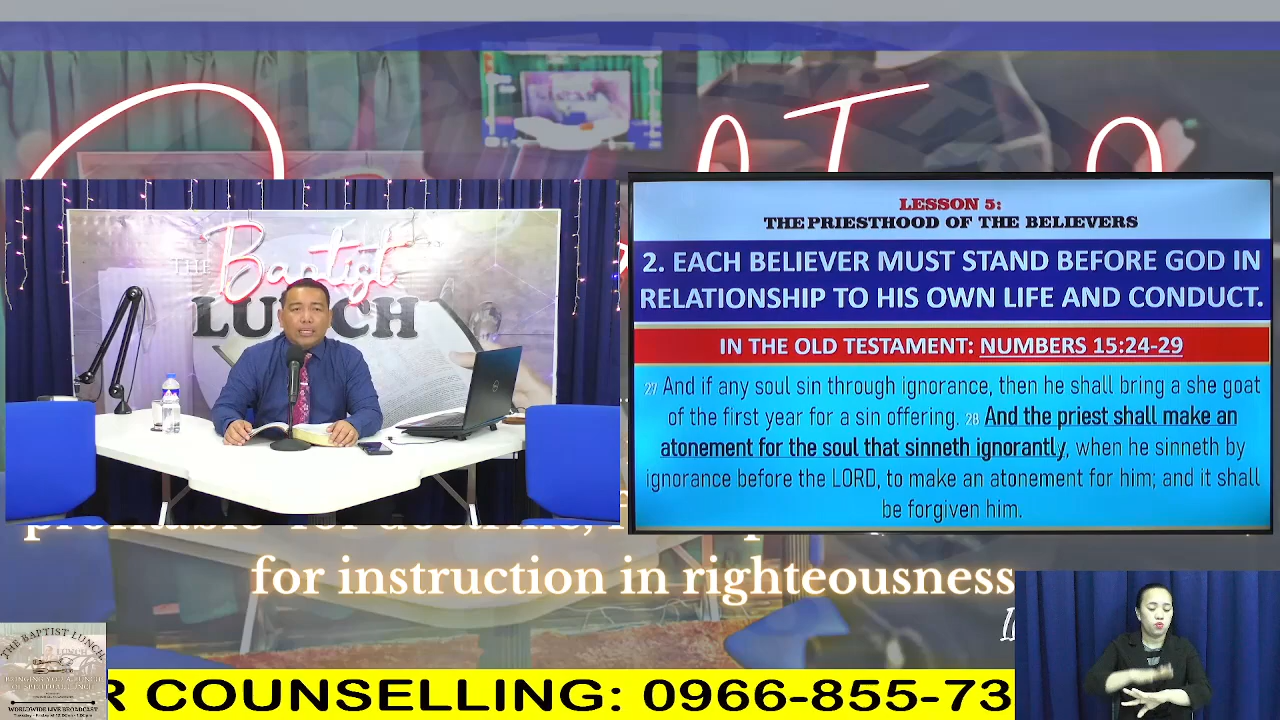 THE
Baptist
LUNCH
LESSON 5:
THE PRIESTHOOD OF THE BELIEVERS
2. EACH BELIEVER MUST STAND BEFORE GOD IN
RELATIONSHIP TO HIS OWN LIFE AND CONDUCT.
IN THE OLD TESTAMENT: NUMBERS 15:24-29
27 And if any soul sin through ignorance, then he shall bring a she goat
of the first year for a sin offering. 28 And the priest shall make an
atonement for the soul that sinneth ignorantly, when he sinneth by
ignorance before the LORD, to make an atonement for him; and it shall
be forgiven him.
for instruction in righteousness
THE BAPTIST LUNCH
WORLDWIDE LIVE BROADCAST
R COUNSELLING: 0966-855-73